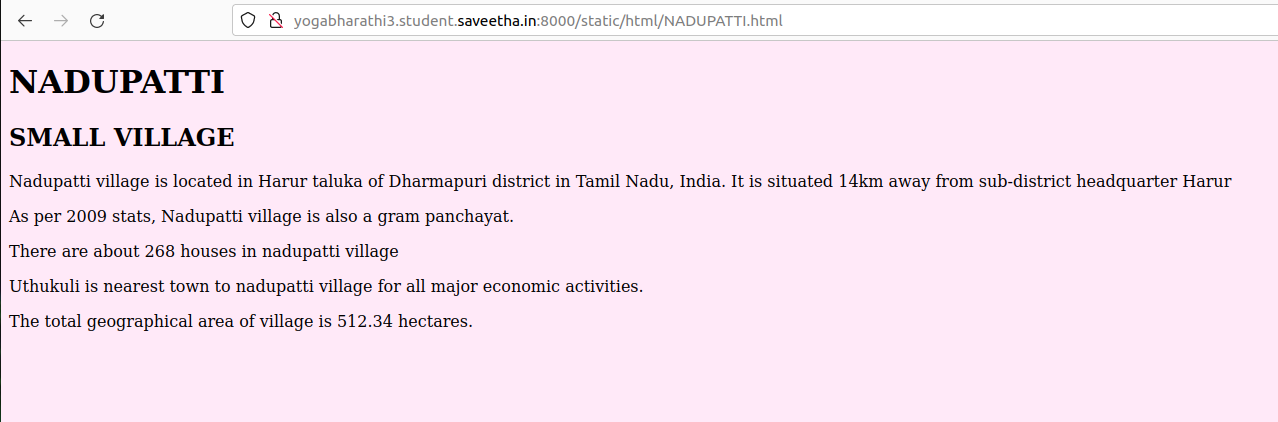 yogabharathi3.student.saveetha.in:8000/static/html/NADUPATTI.html
NADUPATTI
SMALL VILLAGE
Nadupatti village is located in Harur taluka of Dharmapuri district in Tamil Nadu, India. It is situated 14km away from sub-district headquarter Harur
As per 2009 stats, Nadupatti village is also a gram panchayat.
There are about 268 houses in nadupatti village
Uthukuli is nearest town to nadupatti village for all major economic activities.
The total geographical area of village is 512.34 hectares.